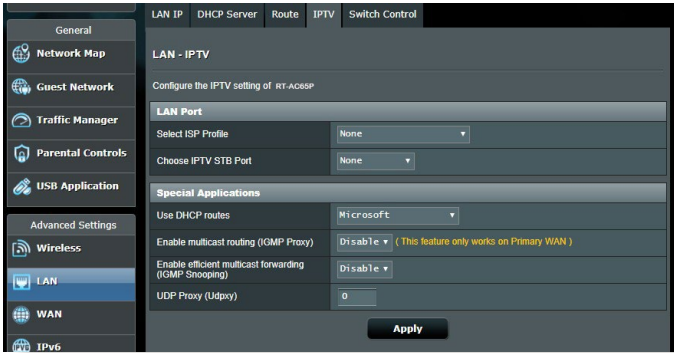 General
Network Map
Guest Network
Traffic Manager
Parental Controls
USB Application
Advanced Settings
Wireless
LAN
WAN
IPv6
LAN IP DHCP Server Route IPTV Switch Control
LAN - IPTV
Configure the IPTV setting of RT-AC65P
LAN Port
Select ISP Profile None
Choose IPTV STB Port None
Special Applications
Use DHCP routes Microsoft
Enable multicast routing (IGMP Proxy) Disable ( This feature only works on Primary WAN )
Enable efficient multicast forwarding
(IGMP Snooping) Disable
UDP Proxy (Udpxy) 0
Apply